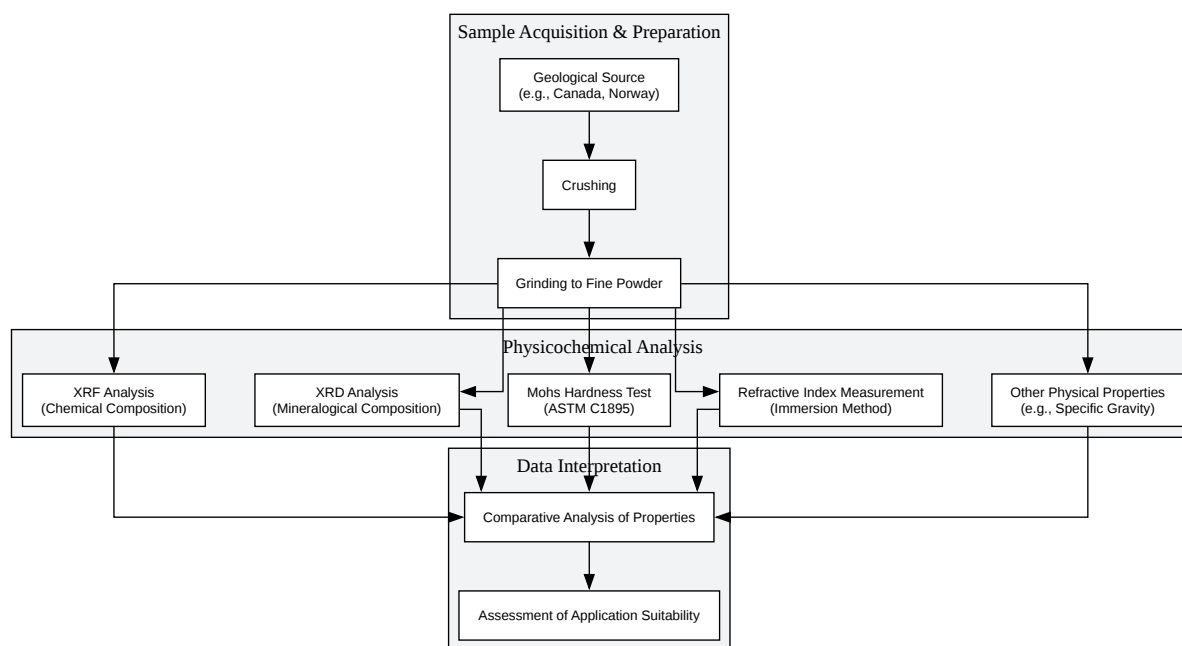 Sample Acquisition & Preparation
Geological Source
(e.g., Canada, Norway)
Crushing
Grinding to Fine Powder
Physicochemical Analysis
XRF Analysis
(Chemical Composition)
XRD Analysis
(Mineralogical Composition)
Mohs Hardness Test
(ASTM C1895)
Refractive Index Measurement
(Immersion Method)
Other Physical Properties
(e.g., Specific Gravity)
Data Interpretation
Comparative Analysis of Properties
Assessment of Application Suitability